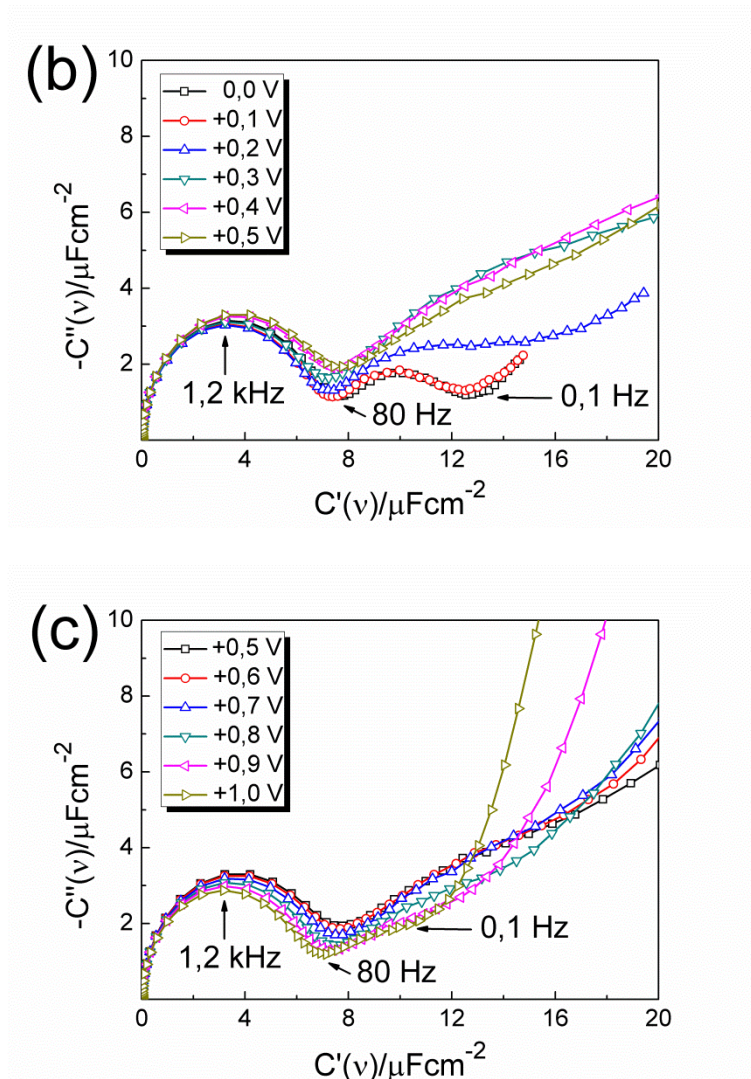 (b)
10
8
6
4
2
0
4
8
12
16
20
-C''(ν)/μFcm-2
C'(ν)/μFcm-2
0,0 V
+0,1 V
+0,2 V
+0,3 V
+0,4 V
+0,5 V
1,2 kHz
80 Hz
0,1 Hz
(c)
10
8
6
4
2
0
4
8
12
16
20
-C''(ν)/μFcm-2
C'(ν)/μFcm-2
+0,5 V
+0,6 V
+0,7 V
+0,8 V
+0,9 V
+1,0 V
1,2 kHz
80 Hz
0,1 Hz